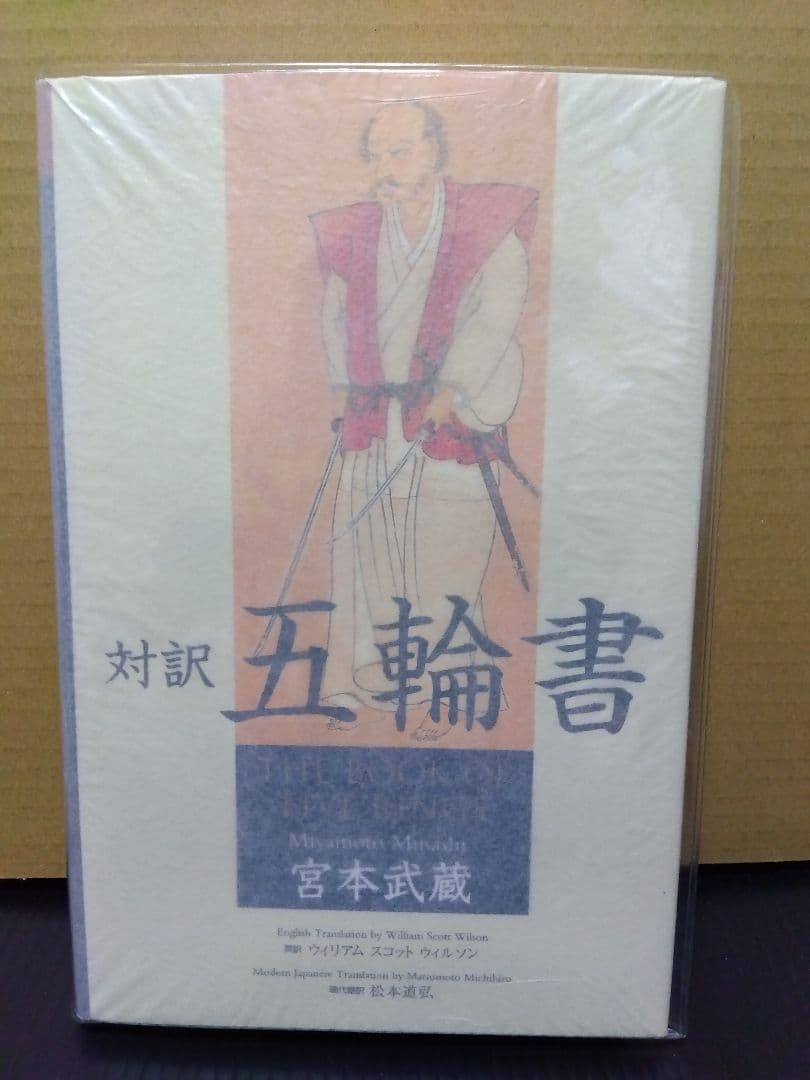 対訳 五輪書
THE BOOK OF
FIVE RINGS
Miyamoto Musashi
宮本武蔵
English Translation by William Scott Wilson
英訳 ウィリアム スコット ウィルソン
Modern Japanese Translation by Matsumoto Michihiro
現代語訳 松本道弘